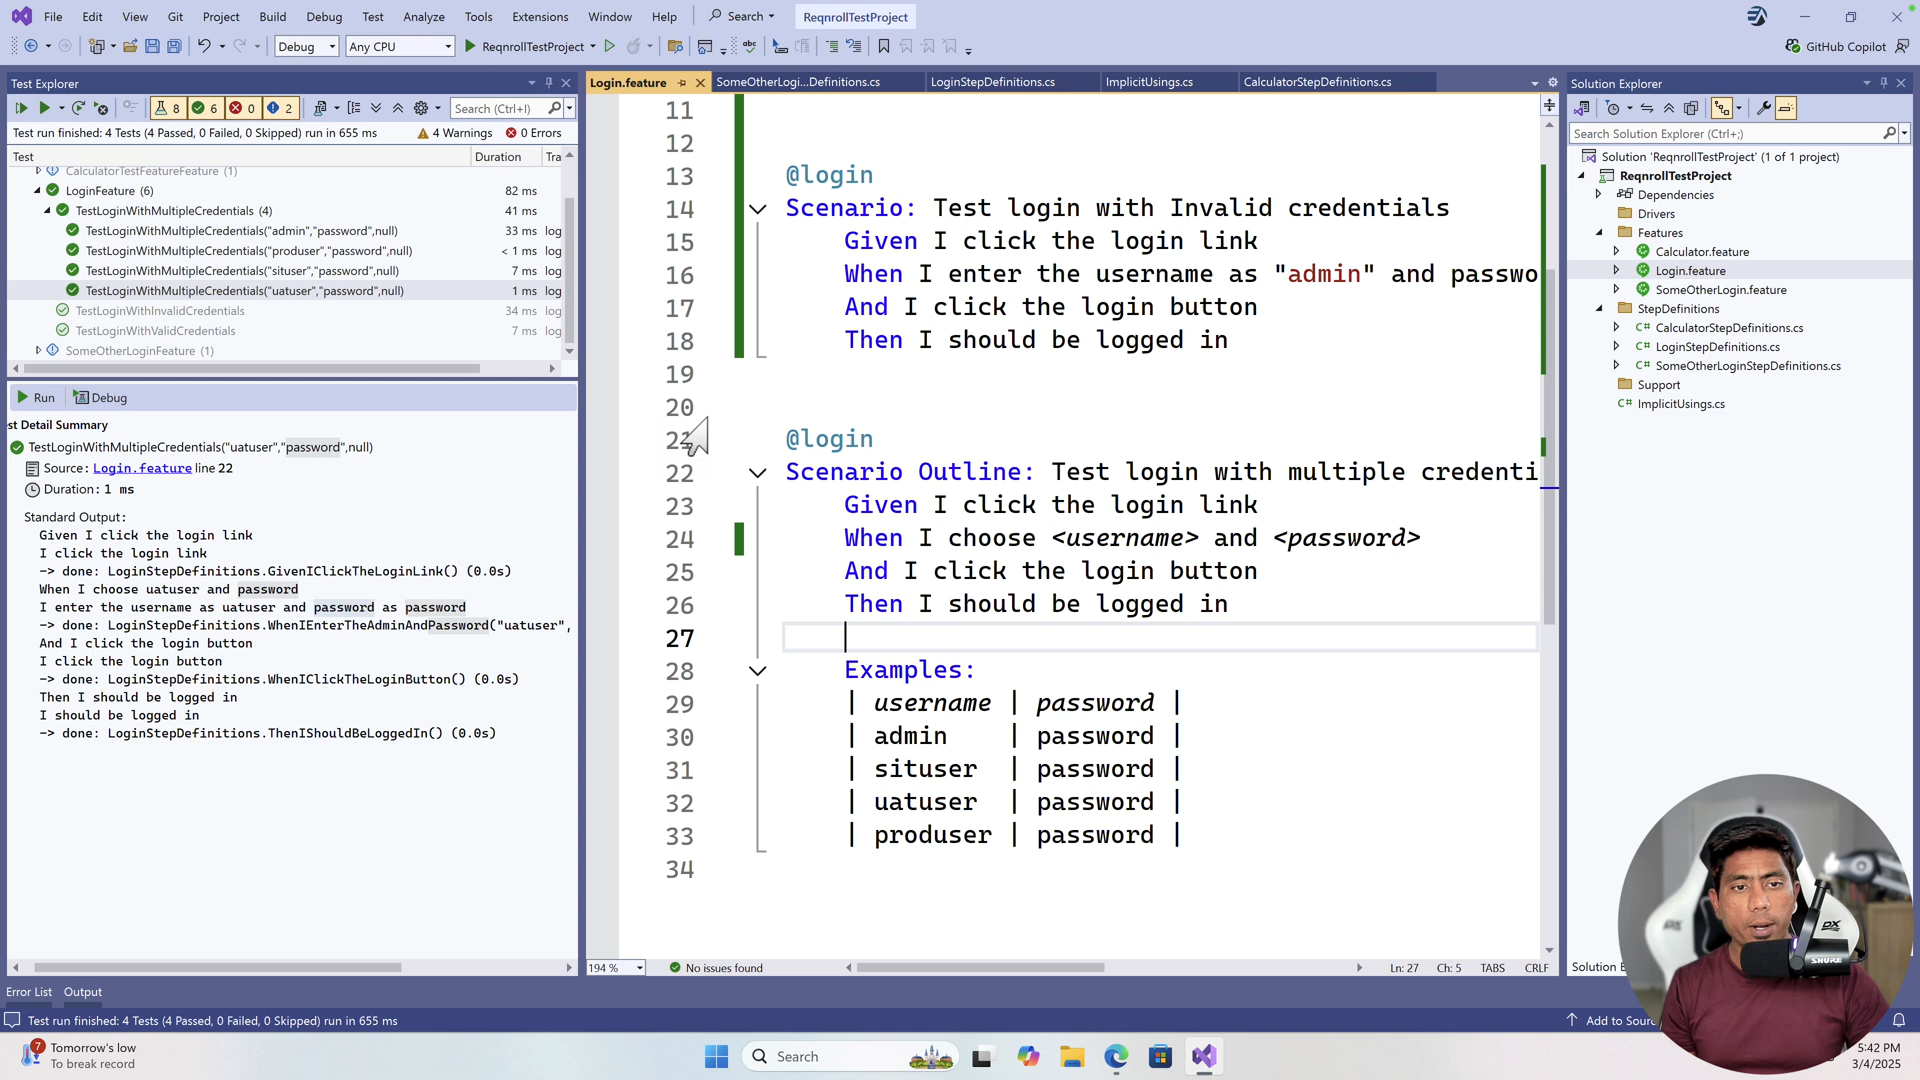 File Edit View Git Project Build Debug Test Analyze Tools Extensions Window Help Search ReqnrollTestProject
Debug Any CPU ReqnrollTestProject GitHub Copilot
Test Explorer
8 6 0 2 Search (Ctrl+I)
Test run finished: 4 Tests (4 Passed, 0 Failed, 0 Skipped) run in 655 ms 4 Warnings 0 Errors
Test Duration Tra
CalculatorTestFeatureFeature (1)
LoginFeature (6) 82 ms
TestLoginWithMultipleCredentials (4) 41 ms
TestLoginWithMultipleCredentials("admin","password",null) 33 ms log
TestLoginWithMultipleCredentials("produser","password",null) < 1 ms log
TestLoginWithMultipleCredentials("situser","password",null) 7 ms log
TestLoginWithMultipleCredentials("uatuser","password",null) 1 ms log
TestLoginWithInvalidCredentials 34 ms log
TestLoginWithValidCredentials 7 ms log
SomeOtherLoginFeature (1)
Run Debug
st Detail Summary
TestLoginWithMultipleCredentials("uatuser","password",null)
Source: Login.feature line 22
Duration: 1 ms
Standard Output:
Given I click the login link
I click the login link
-> done: LoginStepDefinitions.GivenIClickTheLoginLink() (0.0s)
When I choose uatuser and password
I enter the username as uatuser and password as password
-> done: LoginStepDefinitions.WhenIEnterTheAdminAndPassword("uatuser",
And I click the login button
I click the login button
-> done: LoginStepDefinitions.WhenIClickTheLoginButton() (0.0s)
Then I should be logged in
I should be logged in
-> done: LoginStepDefinitions.ThenIShouldBeLoggedIn() (0.0s)
Login.feature SomeOtherLogi...Definitions.cs LoginStepDefinitions.cs ImplicitUsings.cs CalculatorStepDefinitions.cs
11
12
13 @login
14 Scenario: Test login with Invalid credentials
15 Given I click the login link
16 When I enter the username as "admin" and passwo
17 And I click the login button
18 Then I should be logged in
19
20
@login
22 Scenario Outline: Test login with multiple credenti
23 Given I click the login link
24 When I choose <username> and <password>
25 And I click the login button
26 Then I should be logged in
27
28 Examples:
29 | username | password |
30 | admin | password |
31 | situser | password |
32 | uatuser | password |
33 | produser | password |
34
194 % No issues found Ln: 27 Ch: 5 TABS CRLF
Solution Explorer
Search Solution Explorer (Ctrl+;)
Solution 'ReqnrollTestProject' (1 of 1 project)
ReqnrollTestProject
Dependencies
Drivers
Features
Calculator.feature
Login.feature
SomeOtherLogin.feature
StepDefinitions
C# CalculatorStepDefinitions.cs
C# LoginStepDefinitions.cs
C# SomeOtherLoginStepDefinitions.cs
Support
C# ImplicitUsings.cs
Solution E
DX
SHURE
Error List Output
Test run finished: 4 Tests (4 Passed, 0 Failed, 0 Skipped) run in 655 ms Add to Sourc
7 Tomorrow's low
To break record
Search
5:42 PM
3/4/2025